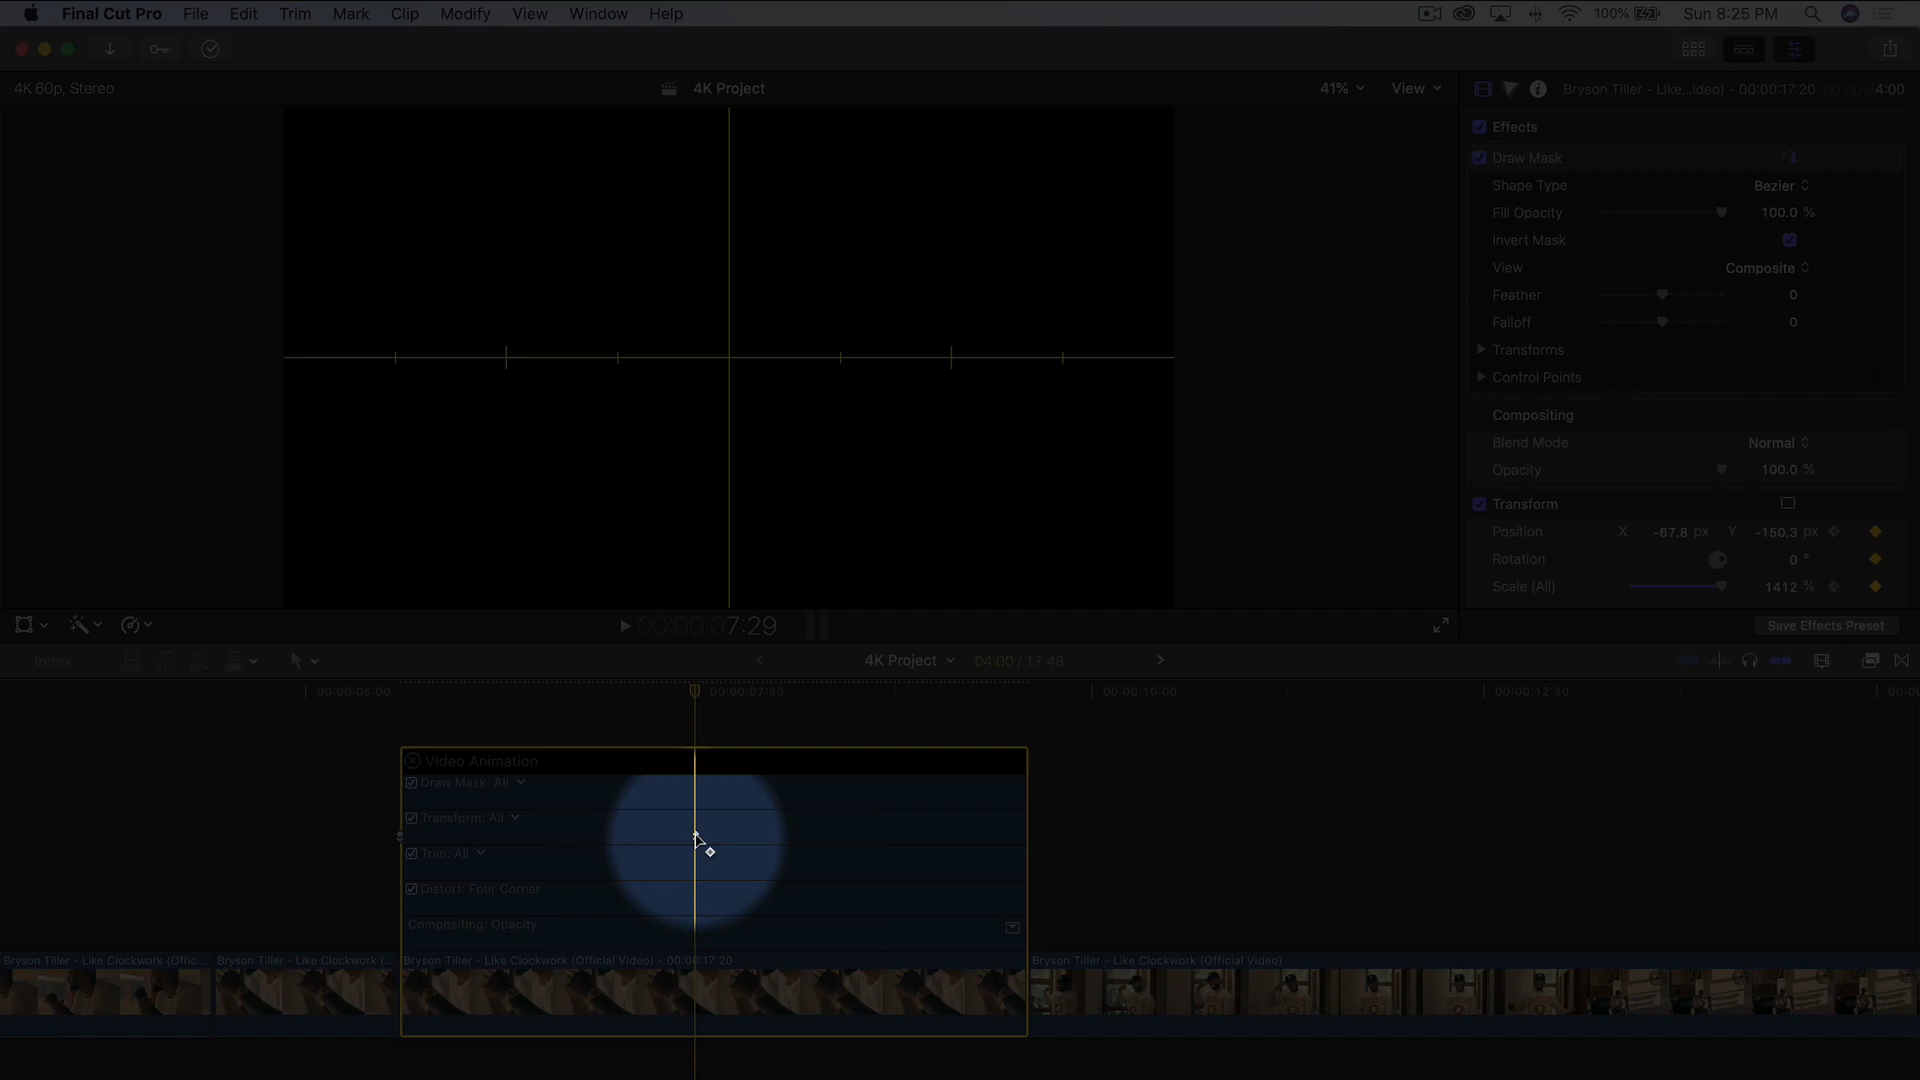 Final Cut Pro File Edit Trim Mark Clip Modify View Window Help 100% Sun 8:25 PM
4K 60p, Stereo 4K Project 41% View Bryson Tiller - Like...ideo) - 00:00:17:20 00:00:04:00
Effects
Draw Mask
Shape Type Bezier
Fill Opacity 100.0 %
Invert Mask
View Composite
Feather 0
Falloff 0
Transforms
Control Points
Compositing
Blend Mode Normal
Opacity 100.0 %
Transform
Position X -67.8 px Y -150.3 px
Rotation 0 °
Scale (All) 1412 %
00:00:07:29 Save Effects Preset
Index 4K Project 04:00 / 17:48
00:00:05:00 00:00:07:30 00:00:10:00 00:00:12:30
Video Animation
Draw Mask: All
Transform: All
Trim: All
Distort: Four Corner
Compositing: Opacity
Bryson Tiller - Like Clockwork (Offic... Bryson Tiller - Like Clockwork (... Bryson Tiller - Like Clockwork (Official Video) - 00:00:17:20 Bryson Tiller - Like Clockwork (Official Video)